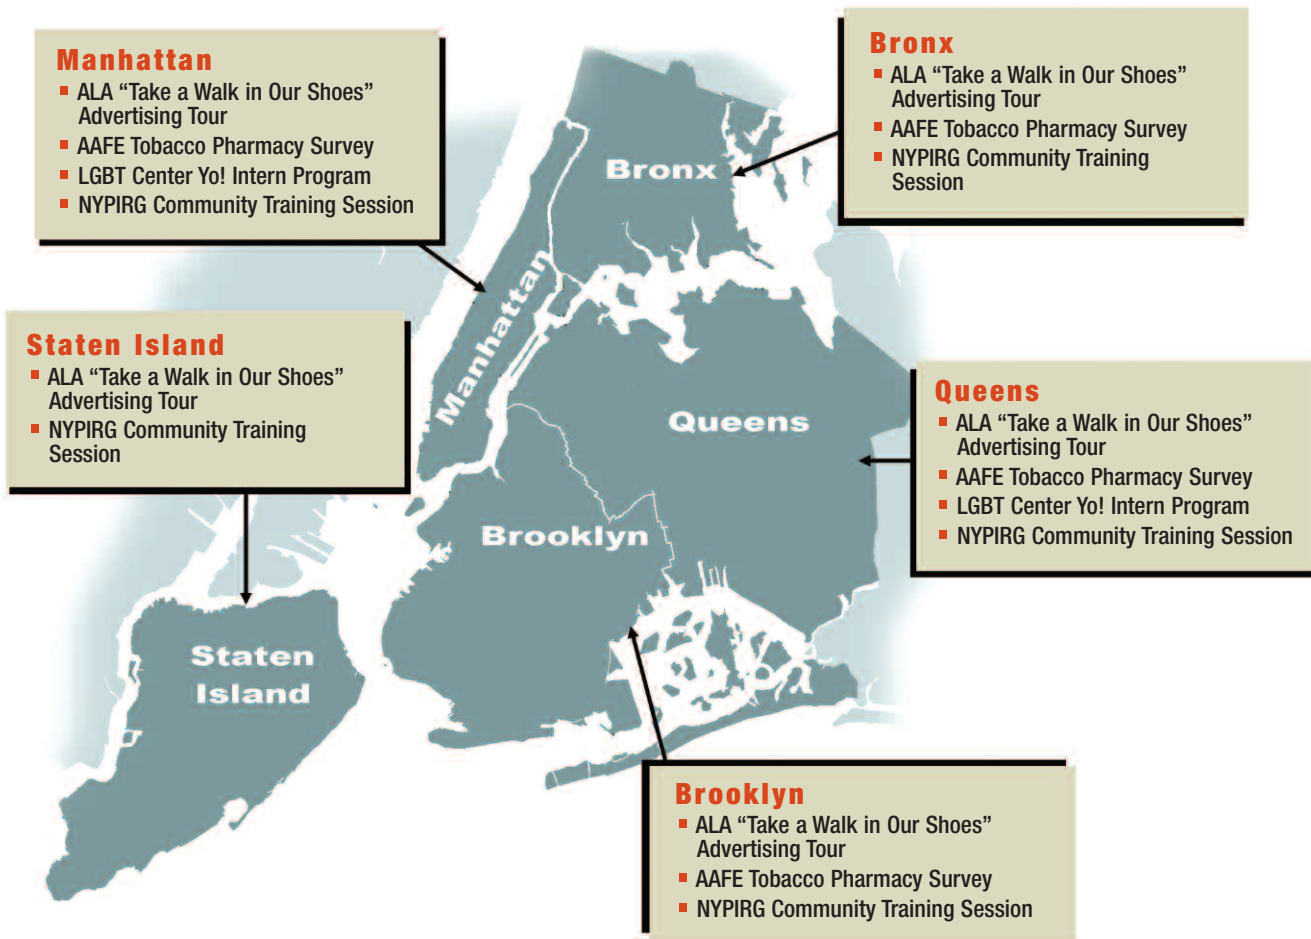 Manhattan
▪ ALA “Take a Walk in Our Shoes”
Advertising Tour
▪ AAFE Tobacco Pharmacy Survey
▪ LGBT Center Yo! Intern Program
▪ NYPIRG Community Training Session
Bronx
▪ ALA “Take a Walk in Our Shoes”
Advertising Tour
▪ AAFE Tobacco Pharmacy Survey
▪ NYPIRG Community Training
Session
Bronx
Manhattan
Staten Island
▪ ALA “Take a Walk in Our Shoes”
Advertising Tour
▪ NYPIRG Community Training
Session
Queens
Queens
▪ ALA “Take a Walk in Our Shoes”
Advertising Tour
▪ AAFE Tobacco Pharmacy Survey
▪ LGBT Center Yo! Intern Program
▪ NYPIRG Community Training Session
Brooklyn
Staten
Island
Brooklyn
▪ ALA “Take a Walk in Our Shoes”
Advertising Tour
▪ AAFE Tobacco Pharmacy Survey
▪ NYPIRG Community Training Session